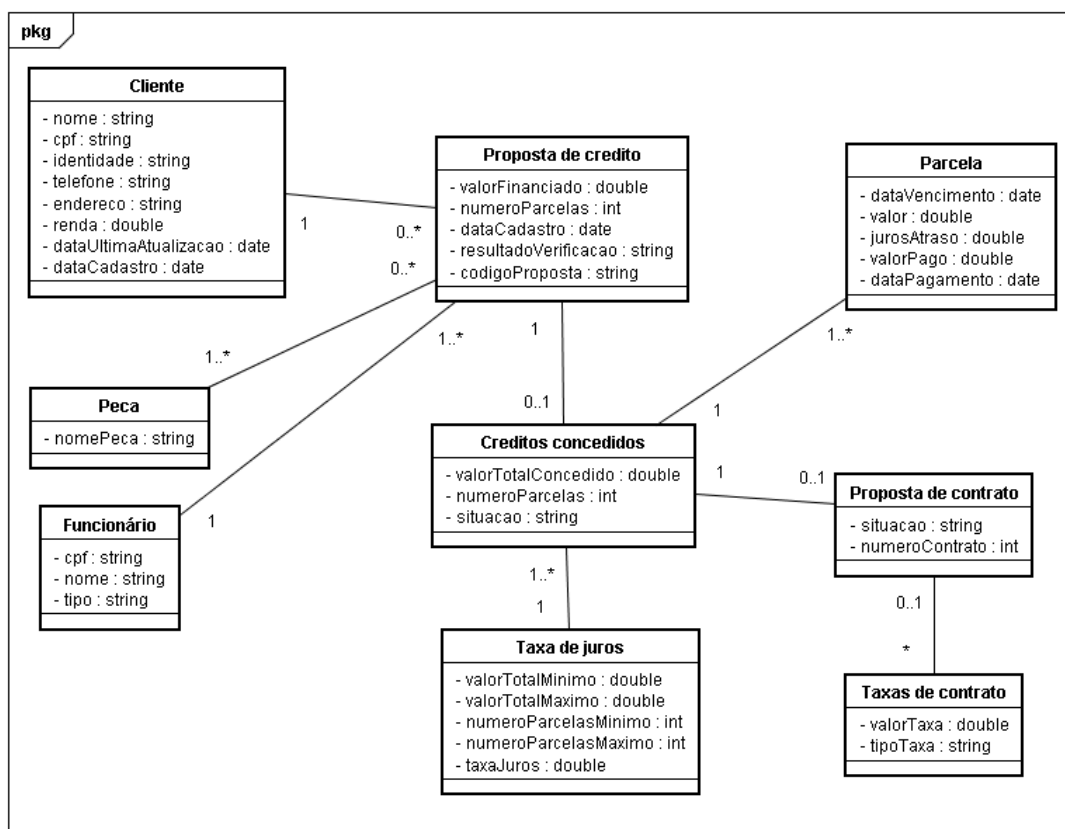 pkg
Cliente
- nome : string
- cpf : string
- identidade : string
- telefone : string
- endereco : string
- renda : double
- dataUltimaAtualizacao : date
- dataCadastro : date
Proposta de credito
- valorFinanciado : double
- numeroParcelas : int
- dataCadastro : date
- resultadoVerificacao : string
- codigoProposta : string
Parcela
- dataVencimento : date
- valor : double
- jurosAtraso : double
- valorPago : double
- dataPagamento : date
1
0..*
0..*
1..*
1..*
1
1
0..1
1..*
1
Peca
- nomePeca : string
Funcionário
- cpf : string
- nome : string
- tipo : string
Creditos concedidos
- valorTotalConcedido : double
- numeroParcelas : int
- situacao : string
1
0..1
Proposta de contrato
- situacao : string
- numeroContrato : int
1..*
1
0..1
*
Taxa de juros
- valorTotalMinimo : double
- valorTotalMaximo : double
- numeroParcelasMinimo : int
- numeroParcelasMaximo : int
- taxaJuros : double
Taxas de contrato
- valorTaxa : double
- tipoTaxa : string